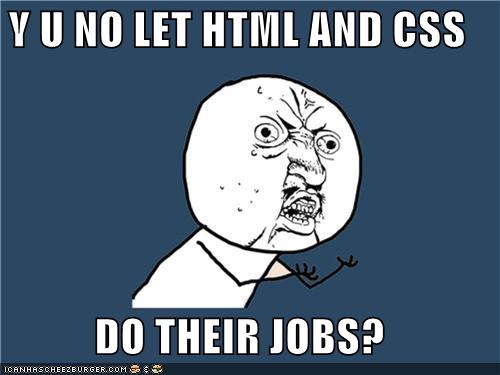 Y U NO LET HTML AND CSS
DO THEIR JOBS?
ICANHASCHEEZBURGER.COM